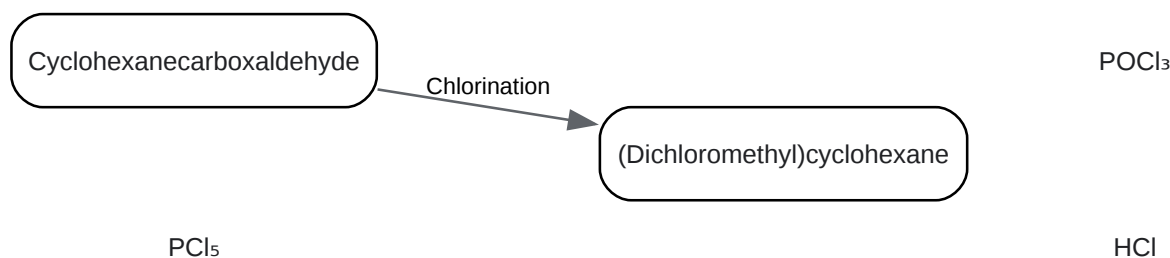 Cyclohexanecarboxaldehyde
POCl₃
Chlorination
(Dichloromethyl)cyclohexane
PCl₅
HCl